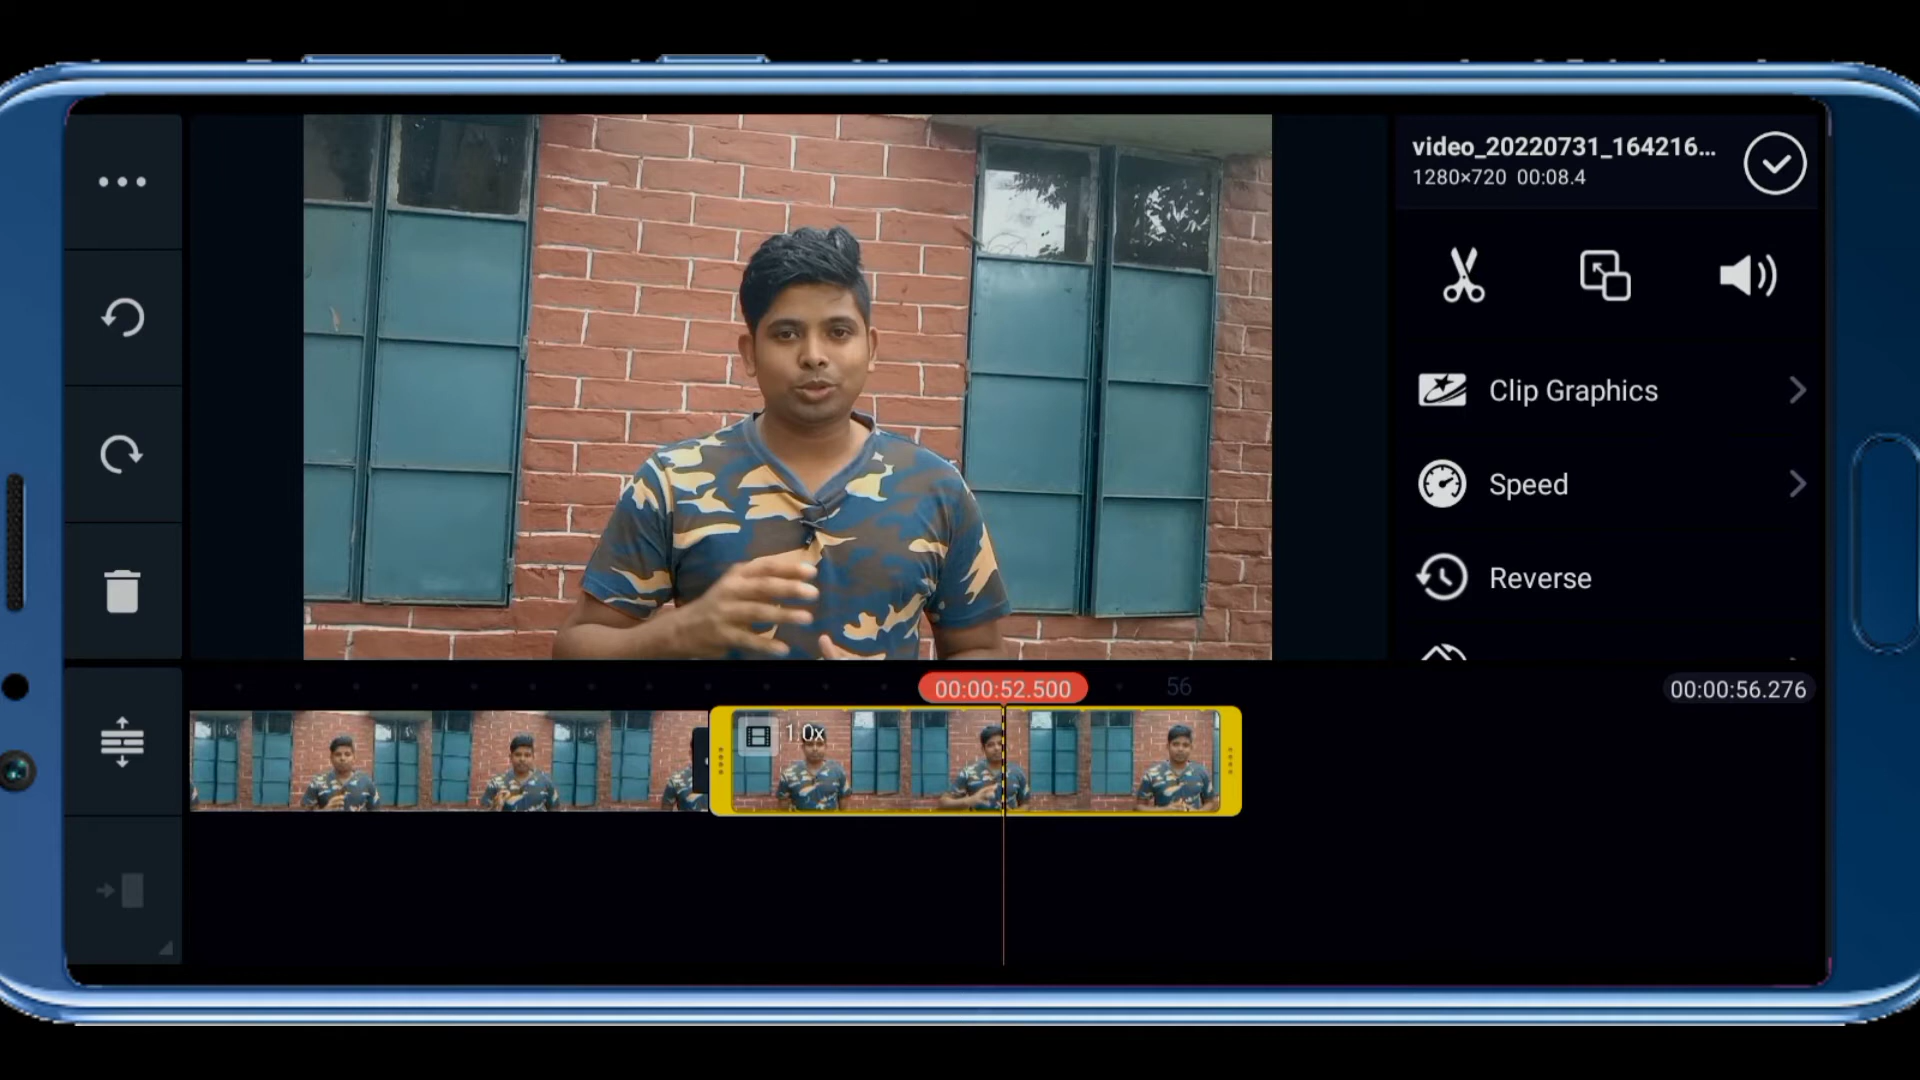 video_20220731_164216...
1280×720 00:08.4
Clip Graphics
Speed
Reverse
00:00:52.500
56
00:00:56.276
1.0x